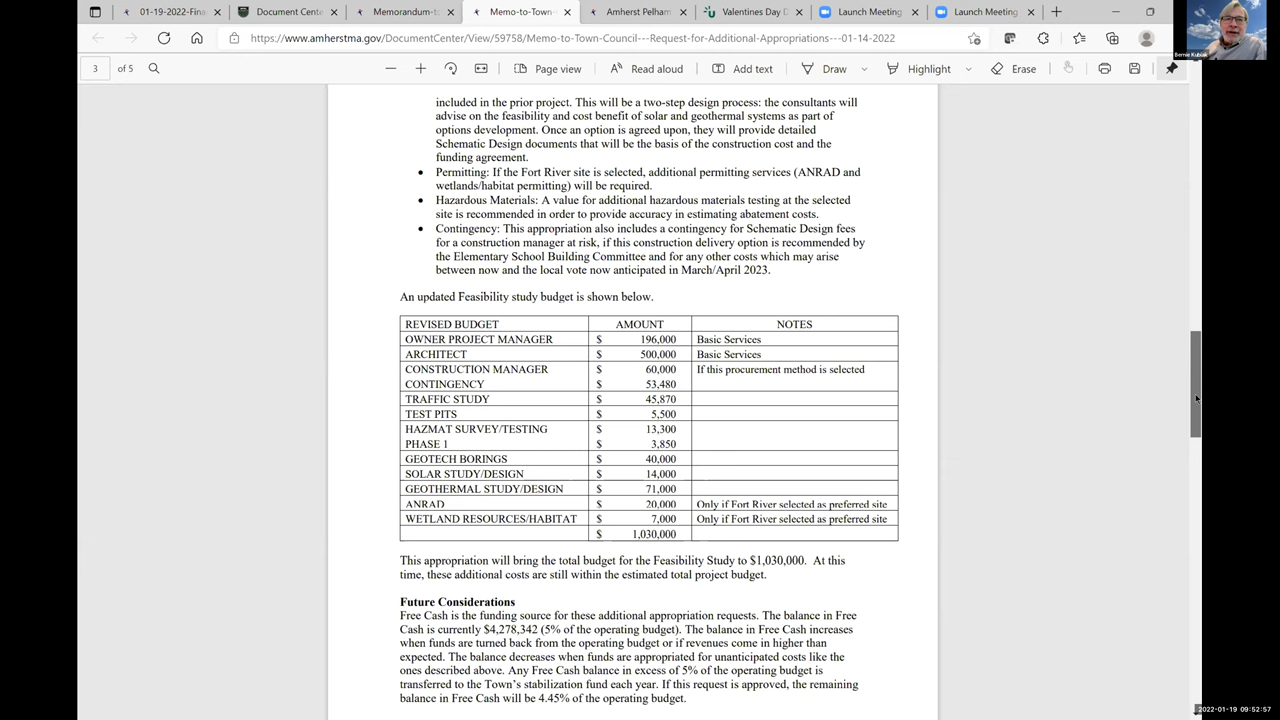 01-19-2022-Fina
Document Cente
Memorandum-to
Memo-to-Town
Amherst Pelham
Valentines Day D
Launch Meeting
Launch Meeting
https://www.amherstma.gov/DocumentCenter/View/59758/Memo-to-Town-Council---Request-for-Additional-Appropriations---01-14-2022
Bernie Kubiak
3 of 5
Page view
Read aloud
Add text
Draw
Highlight
Erase
included in the prior project. This will be a two-step design process: the consultants will
advise on the feasibility and cost benefit of solar and geothermal systems as part of
options development. Once an option is agreed upon, they will provide detailed
Schematic Design documents that will be the basis of the construction cost and the
funding agreement.
• Permitting: If the Fort River site is selected, additional permitting services (ANRAD and
wetlands/habitat permitting) will be required.
• Hazardous Materials: A value for additional hazardous materials testing at the selected
site is recommended in order to provide accuracy in estimating abatement costs.
• Contingency: This appropriation also includes a contingency for Schematic Design fees
for a construction manager at risk, if this construction delivery option is recommended by
the Elementary School Building Committee and for any other costs which may arise
between now and the local vote now anticipated in March/April 2023.
An updated Feasibility study budget is shown below.
REVISED BUDGET AMOUNT NOTES
OWNER PROJECT MANAGER $ 196,000 Basic Services
ARCHITECT $ 500,000 Basic Services
CONSTRUCTION MANAGER $ 60,000 If this procurement method is selected
CONTINGENCY $ 53,480
TRAFFIC STUDY $ 45,870
TEST PITS $ 5,500
HAZMAT SURVEY/TESTING $ 13,300
PHASE 1 $ 3,850
GEOTECH BORINGS $ 40,000
SOLAR STUDY/DESIGN $ 14,000
GEOTHERMAL STUDY/DESIGN $ 71,000
ANRAD $ 20,000 Only if Fort River selected as preferred site
WETLAND RESOURCES/HABITAT $ 7,000 Only if Fort River selected as preferred site
$ 1,030,000
This appropriation will bring the total budget for the Feasibility Study to $1,030,000. At this
time, these additional costs are still within the estimated total project budget.
Future Considerations
Free Cash is the funding source for these additional appropriation requests. The balance in Free
Cash is currently $4,278,342 (5% of the operating budget). The balance in Free Cash increases
when funds are turned back from the operating budget or if revenues come in higher than
expected. The balance decreases when funds are appropriated for unanticipated costs like the
ones described above. Any Free Cash balance in excess of 5% of the operating budget is
transferred to the Town's stabilization fund each year. If this request is approved, the remaining
balance in Free Cash will be 4.45% of the operating budget.
2022-01-19 09:52:57